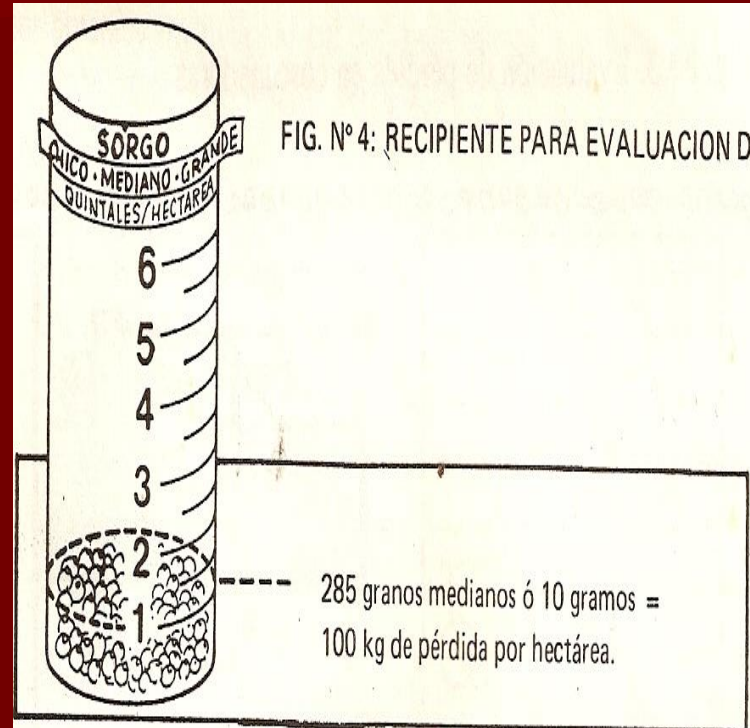 FIG. Nº 4: RECIPIENTE PARA EVALUACION D
SORGO
CHICO • MEDIANO • GRANDE
QUINTALES/HECTAREA
6
5
4
3
2
1
285 granos medianos ó 10 gramos =
100 kg de pérdida por hectárea.